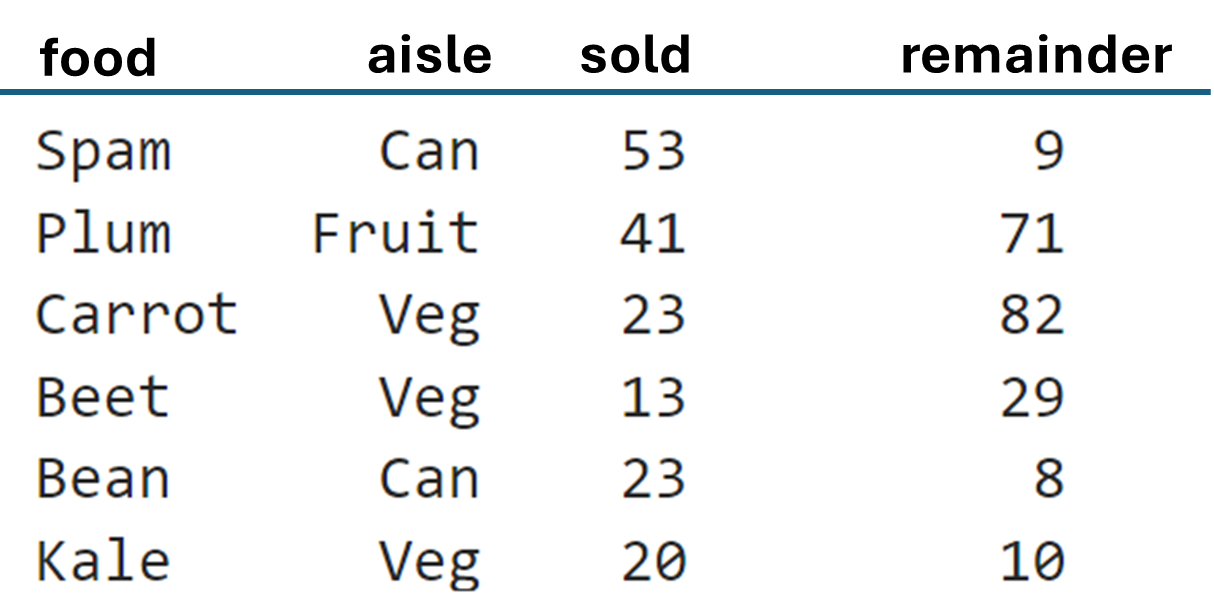 food aisle sold remainder
Spam Can 53 9
Plum Fruit 41 71
Carrot Veg 23 82
Beet Veg 13 29
Bean Can 23 8
Kale Veg 20 10